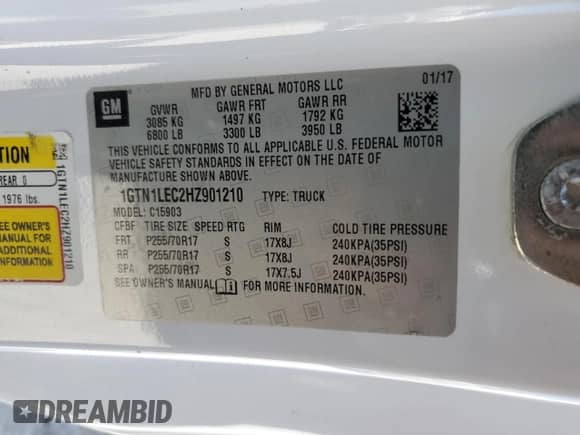 GM
MFD BY GENERAL MOTORS LLC
01/17
GVWR GAWR FRT GAWR RR
3085 KG 1497 KG 1792 KG
6800 LB 3300 LB 3950 LB
THIS VEHICLE CONFORMS TO ALL APPLICABLE U.S. FEDERAL MOTOR
VEHICLE SAFETY STANDARDS IN EFFECT ON THE DATE OF
MANUFACTURE SHOWN ABOVE.
1GTN1LEC2HZ901210 TYPE: TRUCK
MODEL: C15903
CFBF TIRE SIZE SPEED RTG RIM COLD TIRE PRESSURE
FRT P255/70R17 S 17X8J 240KPA(35PSI)
RR P255/70R17 S 17X8J 240KPA(35PSI)
SPA P255/70R17 S 17X7.5J 240KPA(35PSI)
SEE OWNER'S MANUAL FOR MORE INFORMATION.
TION
REAR 0
1976 lbs.
SEE OWNER'S
MANUAL FOR
ADDITIONAL
INFORMATION
1GTN1LEC2HZ901210
DREAMBID